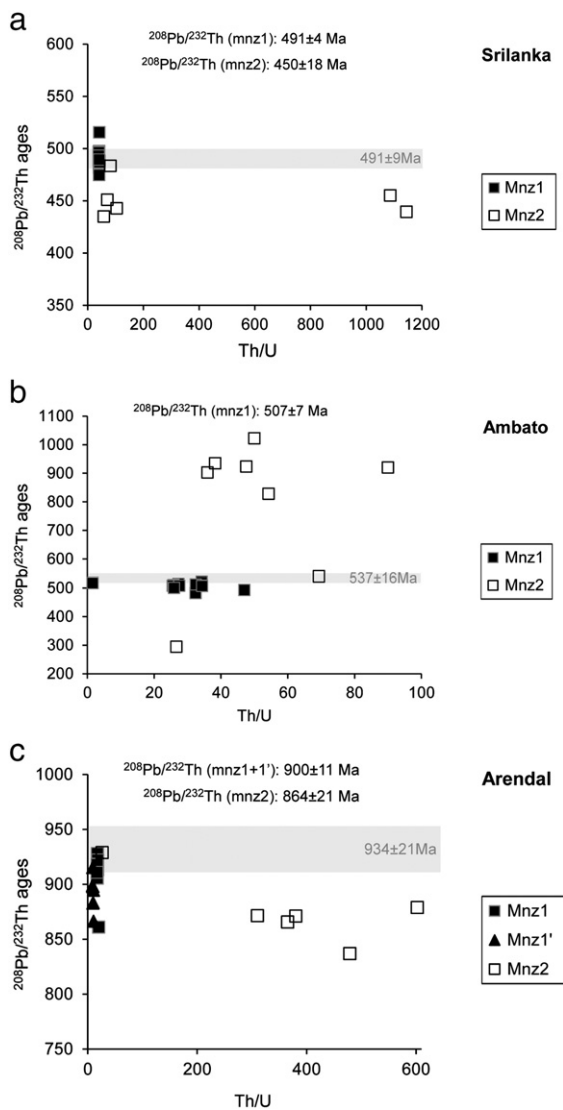 a
²⁰⁸Pb/²³²Th (mnz1): 491±4 Ma
²⁰⁸Pb/²³²Th (mnz2): 450±18 Ma
Srilanka
600
550
500
450
400
350
²⁰⁸Pb/²³²Th ages
491±9Ma
Mnz1
Mnz2
0 200 400 600 800 1000 1200
Th/U
b
²⁰⁸Pb/²³²Th (mnz1): 507±7 Ma
Ambato
1100
1000
900
800
700
600
500
400
300
200
²⁰⁸Pb/²³²Th ages
537±16Ma
Mnz1
Mnz2
0 20 40 60 80 100
Th/U
c
²⁰⁸Pb/²³²Th (mnz1+1'): 900±11 Ma
²⁰⁸Pb/²³²Th (mnz2): 864±21 Ma
Arendal
1000
950
900
850
800
750
²⁰⁸Pb/²³²Th ages
934±21Ma
Mnz1
Mnz1'
Mnz2
0 200 400 600
Th/U